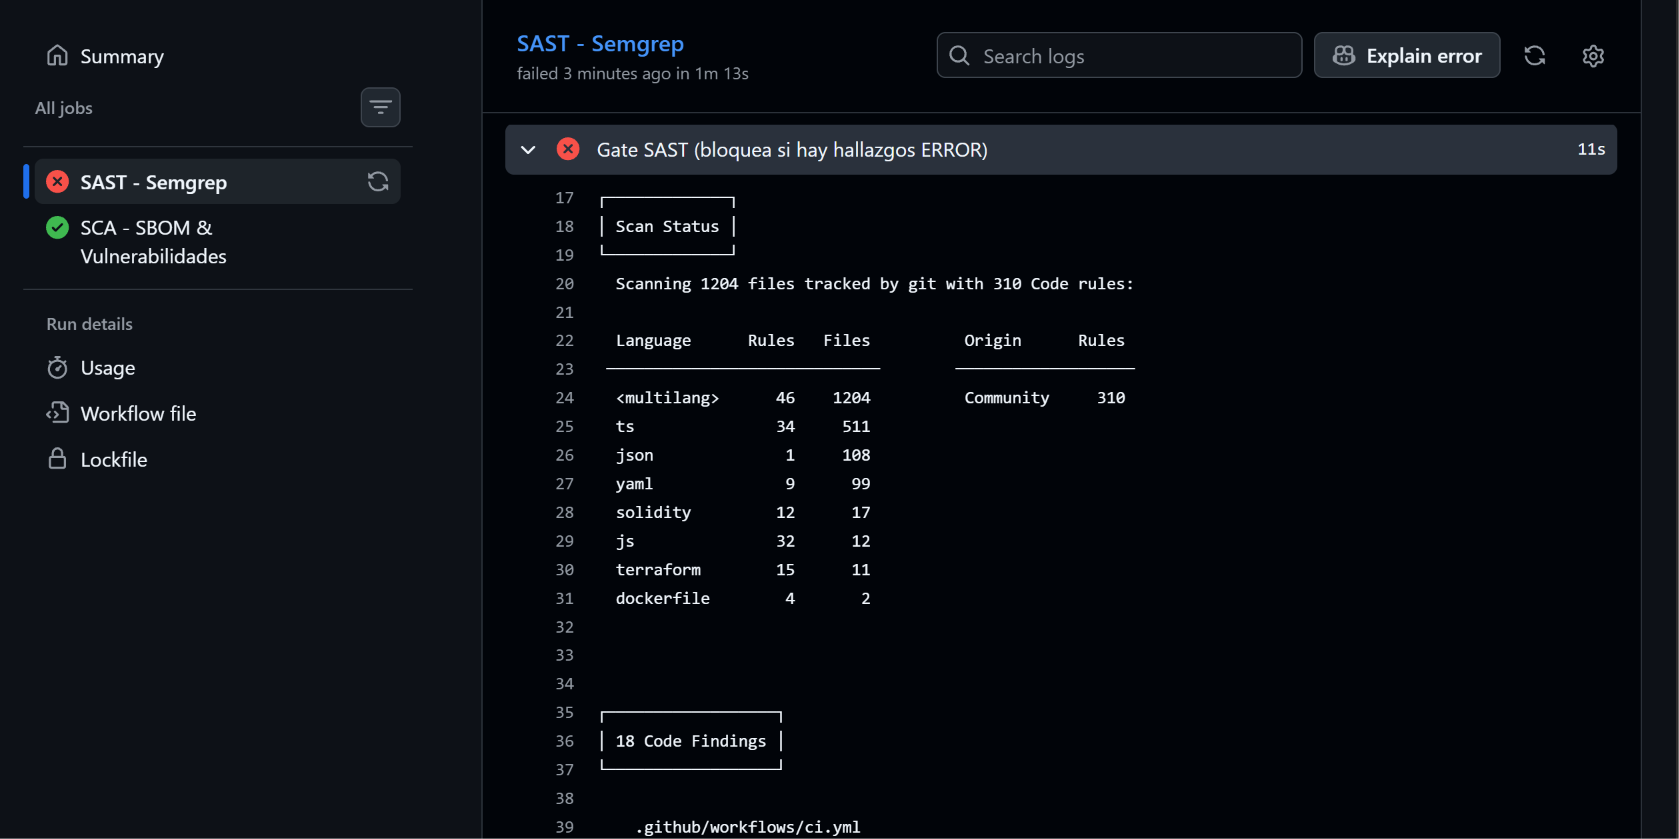 Summary
All jobs
SAST - Semgrep
SCA - SBOM &
Vulnerabilidades
Run details
Usage
Workflow file
Lockfile
SAST - Semgrep
failed 3 minutes ago in 1m 13s
Search logs
Explain error
Gate SAST (bloquea si hay hallazgos ERROR) 11s
17
18 Scan Status
19
20 Scanning 1204 files tracked by git with 310 Code rules:
21
22 Language Rules Files Origin Rules
23
24 <multilang> 46 1204 Community 310
25 ts 34 511
26 json 1 108
27 yaml 9 99
28 solidity 12 17
29 js 32 12
30 terraform 15 11
31 dockerfile 4 2
32
33
34
35
36 18 Code Findings
37
38
39 .github/workflows/ci.yml